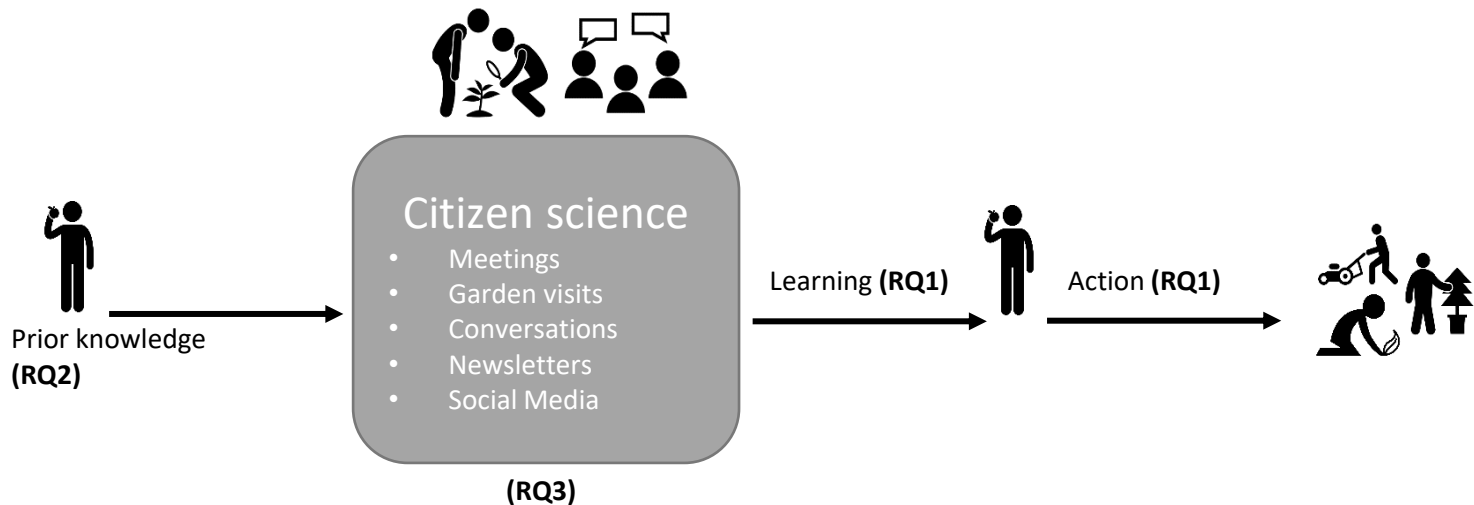 Prior knowledge
(RQ2)
Citizen science
• Meetings
• Garden visits
• Conversations
• Newsletters
• Social Media
(RQ3)
Learning (RQ1)
Action (RQ1)